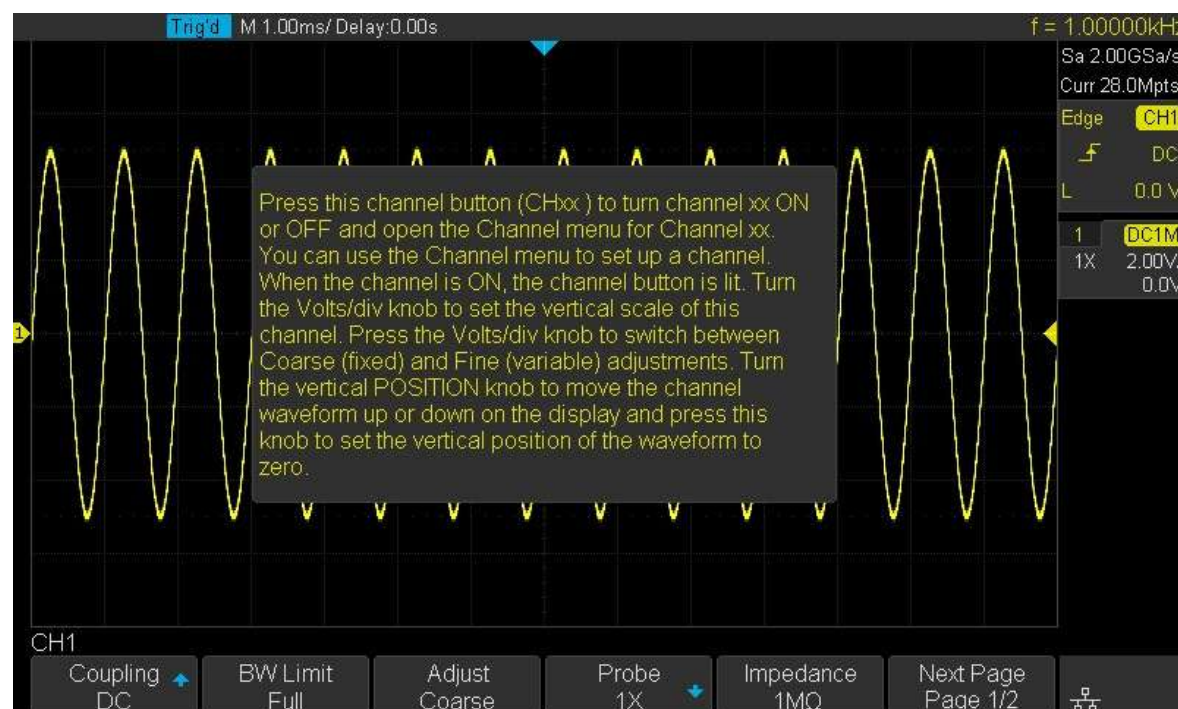 Trig'd M 1.00ms/ Delay:0.00s
f = 1.00000kHz
Sa 2.00GSa/s
Curr 28.0Mpts
Edge CH1
DC
L 0.0 V
1 DC1M
1X 2.00V/
0.0V
Press this channel button (CHxx ) to turn channel xx ON
or OFF and open the Channel menu for Channel xx.
You can use the Channel menu to set up a channel.
When the channel is ON, the channel button is lit. Turn
the Volts/div knob to set the vertical scale of this
channel. Press the Volts/div knob to switch between
Coarse (fixed) and Fine (variable) adjustments. Turn
the vertical POSITION knob to move the channel
waveform up or down on the display and press this
knob to set the vertical position of the waveform to
zero.
1
CH1
Coupling BW Limit Adjust Probe Impedance Next Page
DC Full Coarse 1X 1MΩ Page 1/2